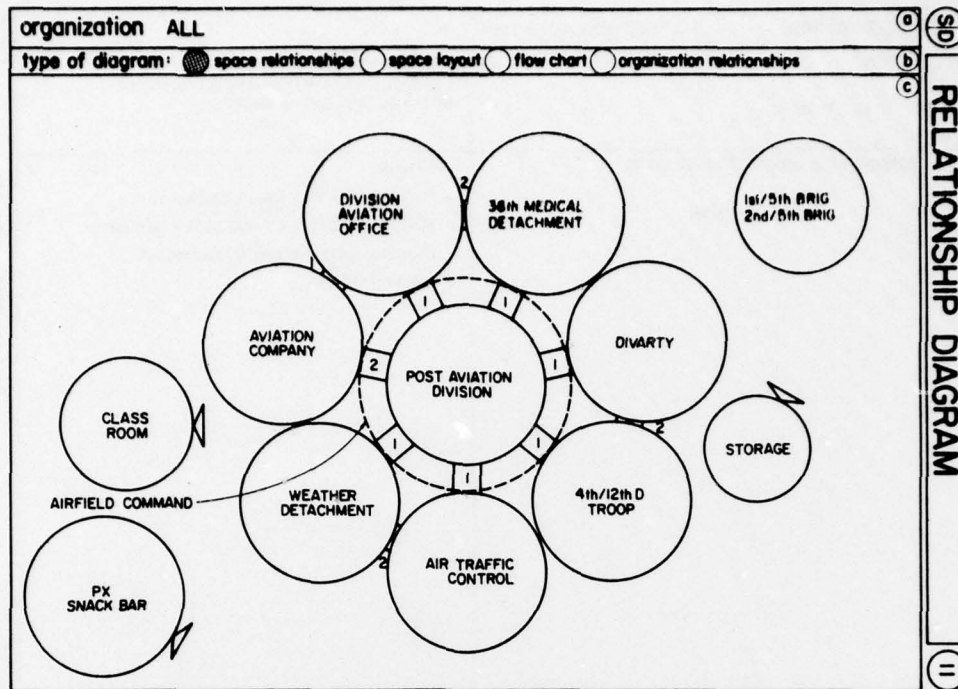 organization ALL
a
type of diagram: space relationships space layout flow chart organization relationships
b
c
SD
RELATIONSHIP DIAGRAM
11
DIVISION
AVIATION
OFFICE
2
36th MEDICAL
DETACHMENT
1st/5th BRIG
2nd/5th BRIG
1
AVIATION
COMPANY
1
1
2
1
POST AVIATION
DIVISION
DIVARTY
CLASS
ROOM
2
STORAGE
1
1
1
AIRFIELD COMMAND
WEATHER
DETACHMENT
4th/12th D
TROOP
2
AIR TRAFFIC
CONTROL
PX
SNACK BAR